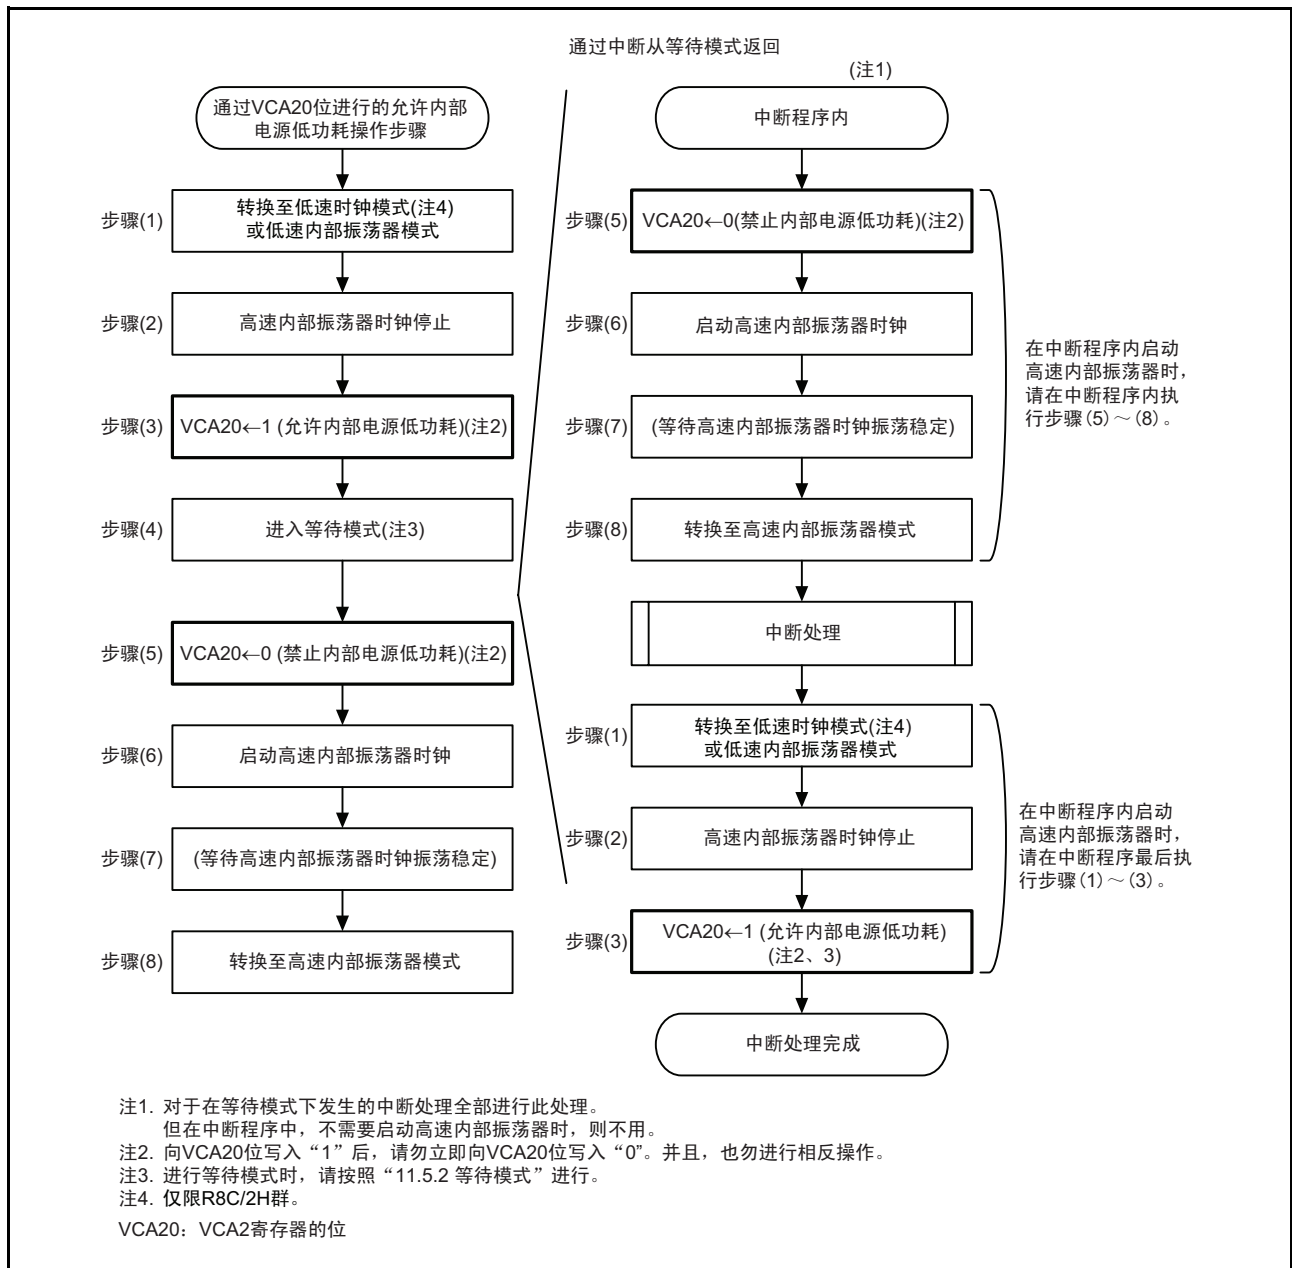 通过中断从等待模式返回
通过VCA20位进行的允许内部
电源低功耗操作步骤
步骤(1)
转换至低速时钟模式(注4)
或低速内部振荡器模式
步骤(2)
高速内部振荡器时钟停止
步骤(3)
VCA20←1 (允许内部电源低功耗)(注2)
步骤(4)
进入等待模式(注3)
步骤(5)
VCA20←0 (禁止内部电源低功耗)(注2)
步骤(6)
启动高速内部振荡器时钟
步骤(7)
(等待高速内部振荡器时钟振荡稳定)
步骤(8)
转换至高速内部振荡器模式
(注1)
中断程序内
步骤(5)
VCA20←0(禁止内部电源低功耗)(注2)
步骤(6)
启动高速内部振荡器时钟
步骤(7)
(等待高速内部振荡器时钟振荡稳定)
步骤(8)
转换至高速内部振荡器模式
在中断程序内启动
高速内部振荡器时，
请在中断程序内执
行步骤(5)～(8)。
中断处理
步骤(1)
转换至低速时钟模式(注4)
或低速内部振荡器模式
步骤(2)
高速内部振荡器时钟停止
步骤(3)
VCA20←1 (允许内部电源低功耗)
(注2、3)
在中断程序内启动
高速内部振荡器时，
请在中断程序最后执
行步骤(1)～(3)。
中断处理完成
注1. 对于在等待模式下发生的中断处理全部进行此处理。
但在中断程序中，不需要启动高速内部振荡器时，则不用。
注2. 向VCA20位写入“1”后，请勿立即向VCA20位写入“0”。并且，也勿进行相反操作。
注3. 进行等待模式时，请按照“11.5.2 等待模式”进行。
注4. 仅限R8C/2H群。
VCA20：VCA2寄存器的位